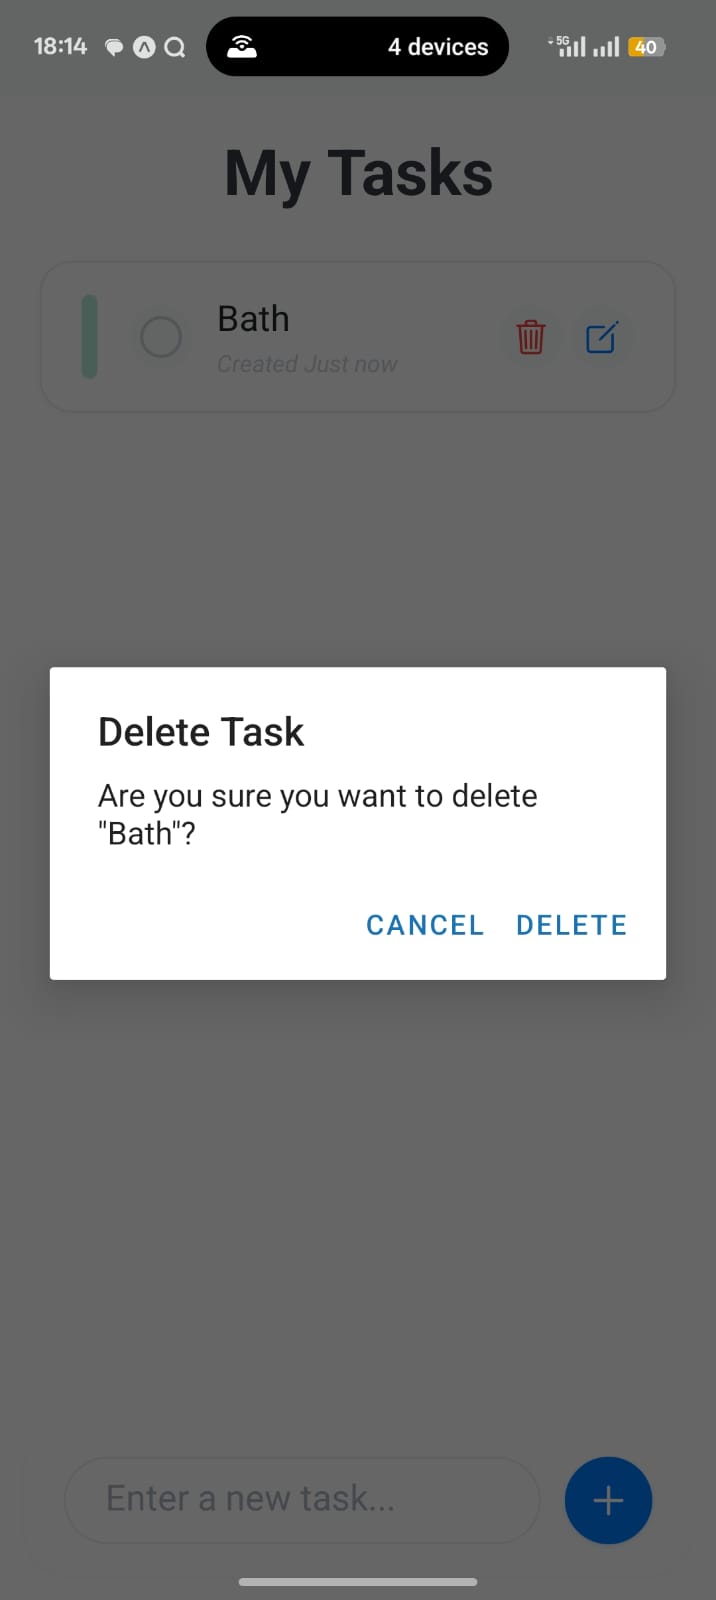 18:14
4 devices
5G
40
My Tasks
Bath
Created Just now
Delete Task
Are you sure you want to delete
"Bath"?
CANCEL DELETE
Enter a new task...